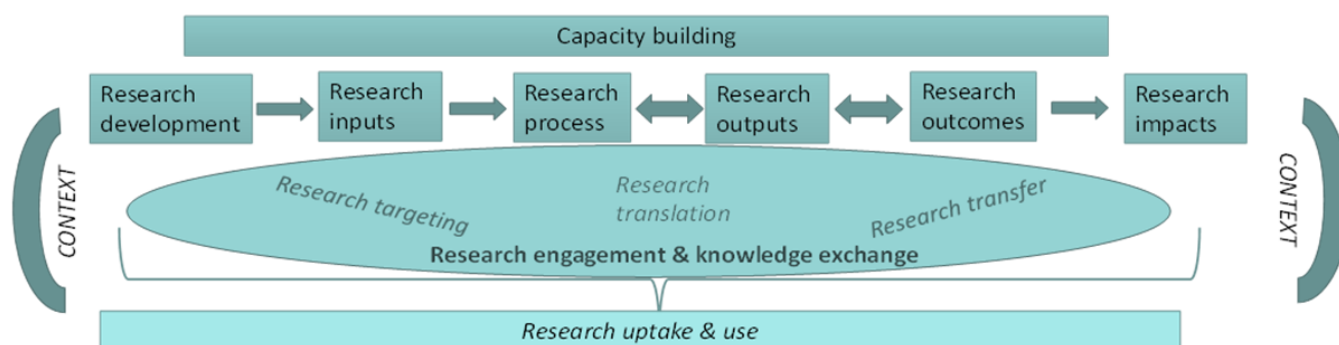 Capacity building
Research
development
Research
inputs
Research
process
Research
outputs
Research
outcomes
Research
impacts
CONTEXT
Research targeting
Research
translation
Research transfer
CONTEXT
Research engagement & knowledge exchange
Research uptake & use